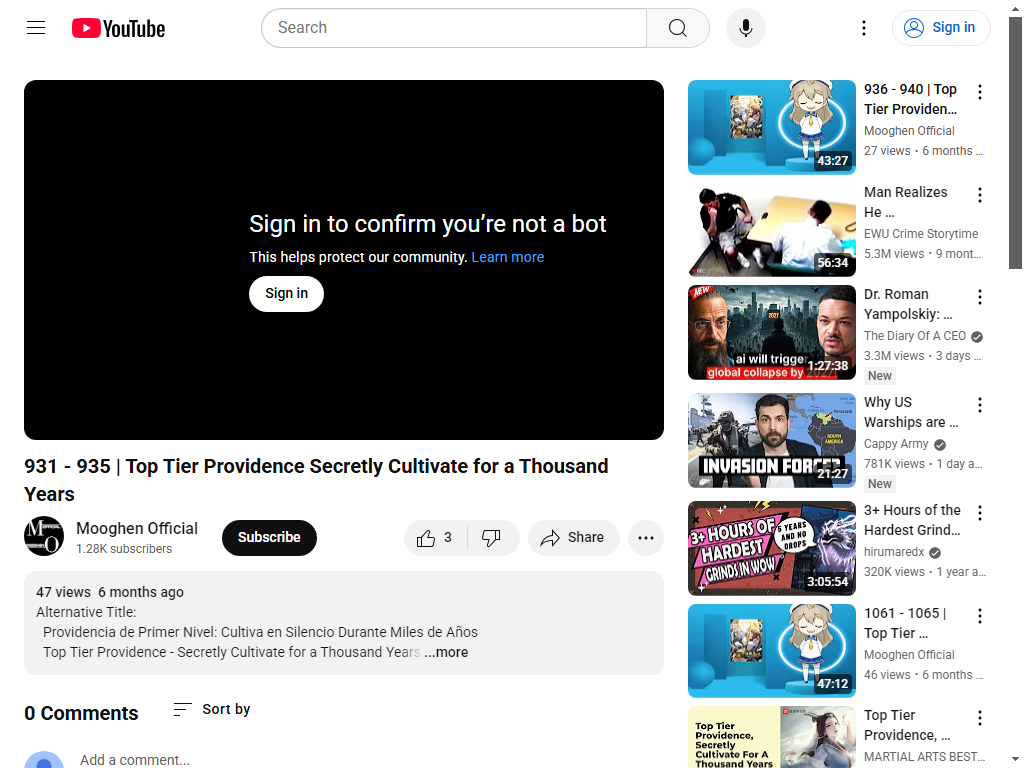 YouTube
Search
Sign in
Sign in to confirm you’re not a bot
This helps protect our community. Learn more
Sign in
931 - 935 | Top Tier Providence Secretly Cultivate for a Thousand
Years
Mooghen Official
1.28K subscribers
Subscribe
3
Share
47 views 6 months ago
Alternative Title:
Providencia de Primer Nivel: Cultiva en Silencio Durante Miles de Años
Top Tier Providence - Secretly Cultivate for a Thousand Years ...more
0 Comments
Sort by
Add a comment...
43:27
936 - 940 | Top
Tier Providen...
Mooghen Official
27 views • 6 months ...
REC
56:34
Man Realizes
He ...
EWU Crime Storytime
5.3M views • 9 mont...
NEW
2027
ai will trigger
global collapse by
1:27:38
Dr. Roman
Yampolskiy: ...
The Diary Of A CEO
3.3M views • 3 days ...
New
Venezuela
SOUTH
AMERICA
INVASION FORCE?
21:27
Why US
Warships are ...
Cappy Army
781K views • 1 day a...
New
3+ HOURS OF
HARDEST
GRINDS IN WOW
6 YEARS
AND NO
DROPS
3:05:54
3+ Hours of the
Hardest Grind...
hirumaredx
320K views • 1 year a...
47:12
1061 - 1065 |
Top Tier ...
Mooghen Official
46 views • 6 months ...
Top Tier
Providence,
Secretly
Cultivate For A
Thousand Years
Top Tier
Providence, ...
MARTIAL ARTS BEST...